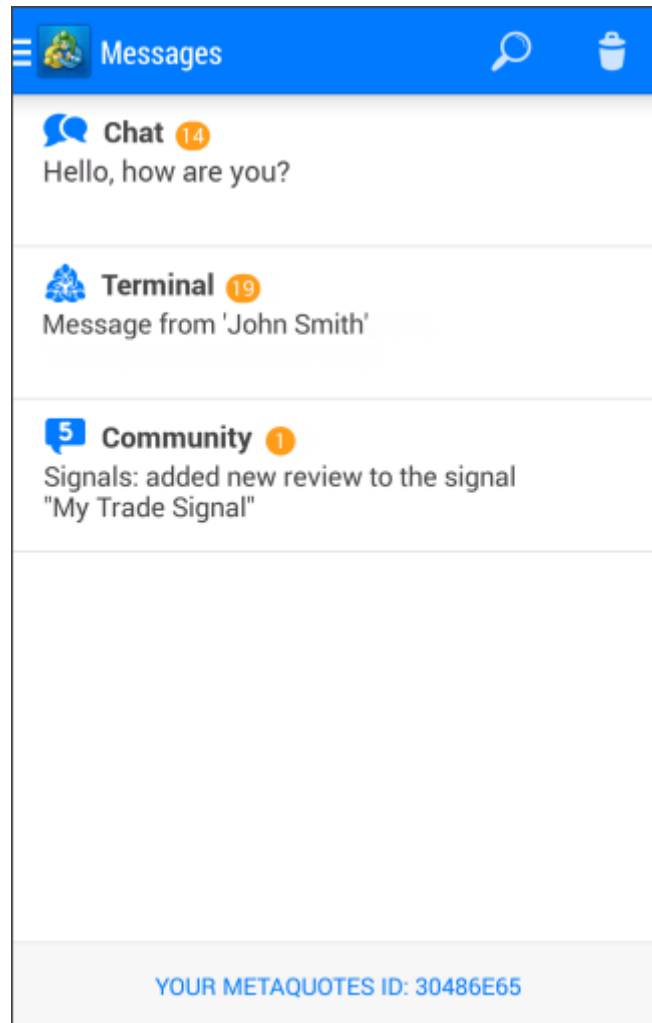 Messages
Chat 14
Hello, how are you?
Terminal 19
Message from 'John Smith'
5 Community 1
Signals: added new review to the signal
"My Trade Signal"
YOUR METAQUOTES ID: 30486E65